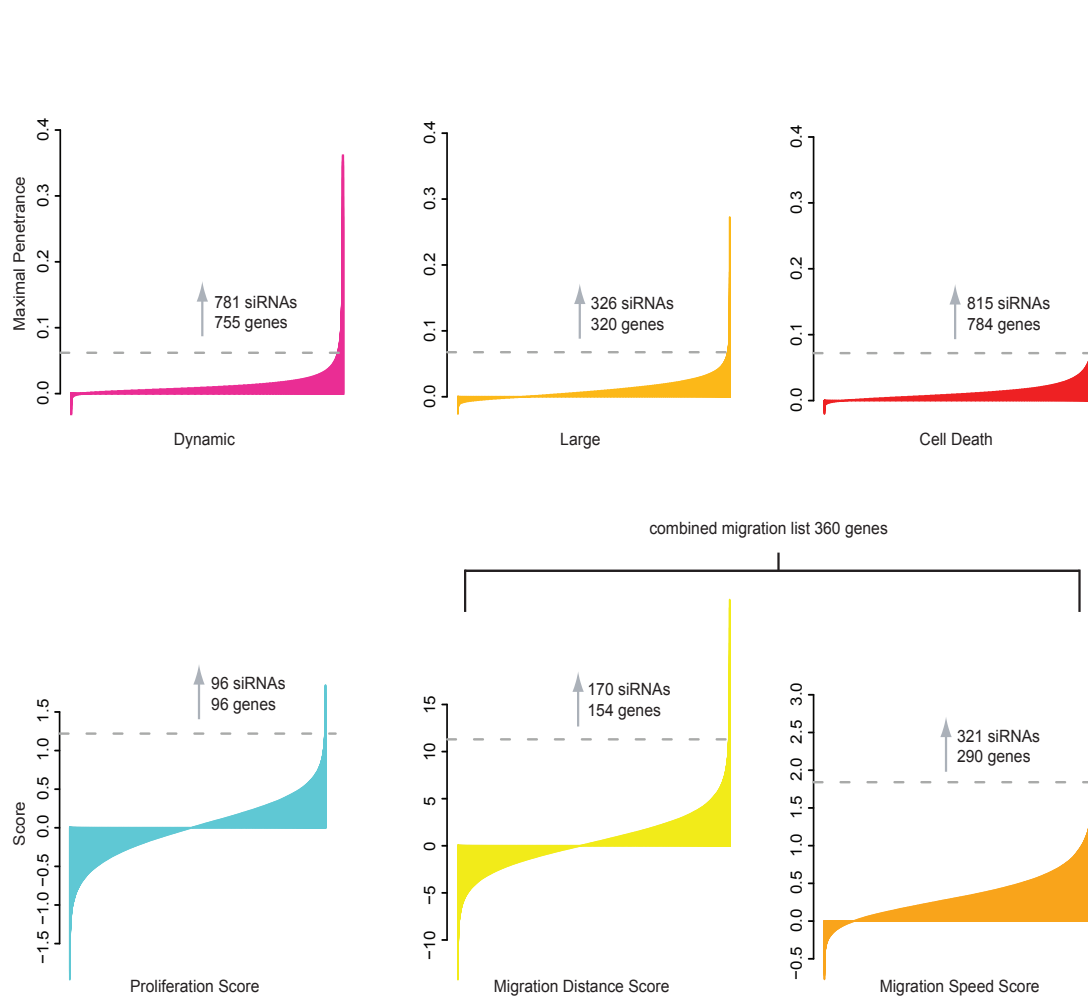 Maximal Penetrance
0.4
0.3
0.2
0.1
0.0
781 siRNAs
755 genes
Dynamic
0.4
0.3
0.2
0.1
0.0
326 siRNAs
320 genes
Large
0.4
0.3
0.2
0.1
0.0
815 siRNAs
784 genes
Cell Death
combined migration list 360 genes
Score
1.5
1.0
0.5
0.0
−0.5
−1.0
−1.5
96 siRNAs
96 genes
Proliferation Score
15
10
5
0
−5
−10
170 siRNAs
154 genes
Migration Distance Score
3.0
2.5
2.0
1.5
1.0
0.5
0.0
−0.5
321 siRNAs
290 genes
Migration Speed Score